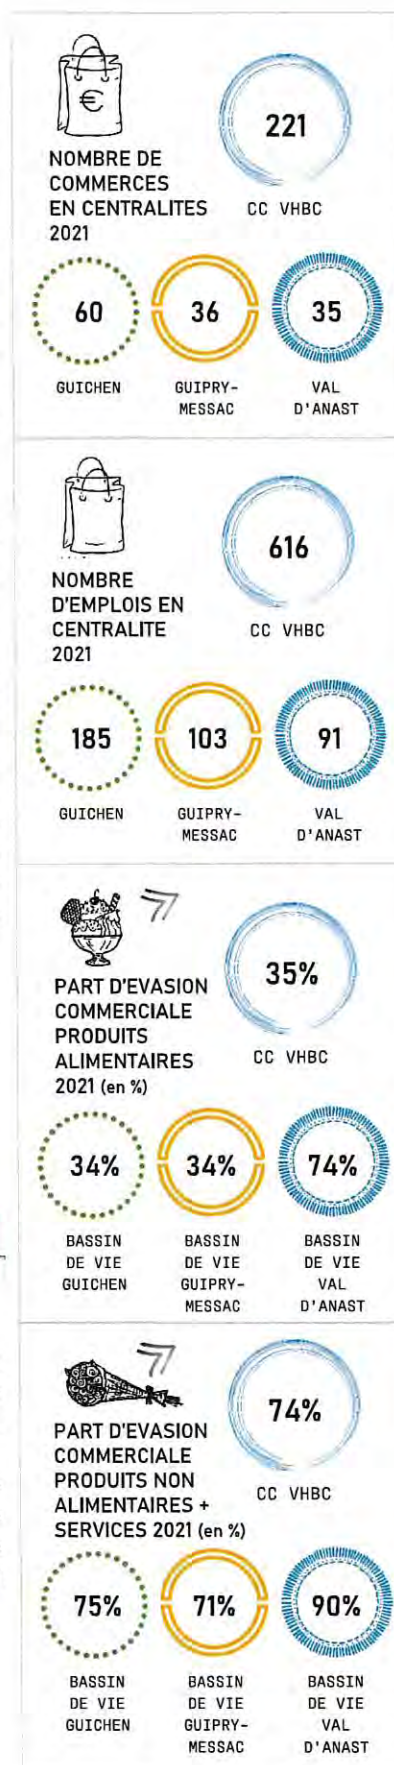 €
221
NOMBRE DE
COMMERCES
EN CENTRALITES
2021
CC VHBC
60
36
35
GUICHEN
GUIPRY-
MESSAC
VAL
D'ANAST
616
NOMBRE
D'EMPLOIS EN
CENTRALITE
2021
CC VHBC
185
103
91
GUICHEN
GUIPRY-
MESSAC
VAL
D'ANAST
35%
PART D'EVASION
COMMERCIALE
PRODUITS
ALIMENTAIRES
2021 (en %)
CC VHBC
34%
34%
74%
BASSIN
DE VIE
GUICHEN
BASSIN
DE VIE
GUIPRY-
MESSAC
BASSIN
DE VIE
VAL
D'ANAST
74%
PART D'EVASION
COMMERCIALE
PRODUITS NON
ALIMENTAIRES +
SERVICES 2021 (en %)
CC VHBC
75%
71%
90%
BASSIN
DE VIE
GUICHEN
BASSIN
DE VIE
GUIPRY-
MESSAC
BASSIN
DE VIE
VAL
D'ANAST